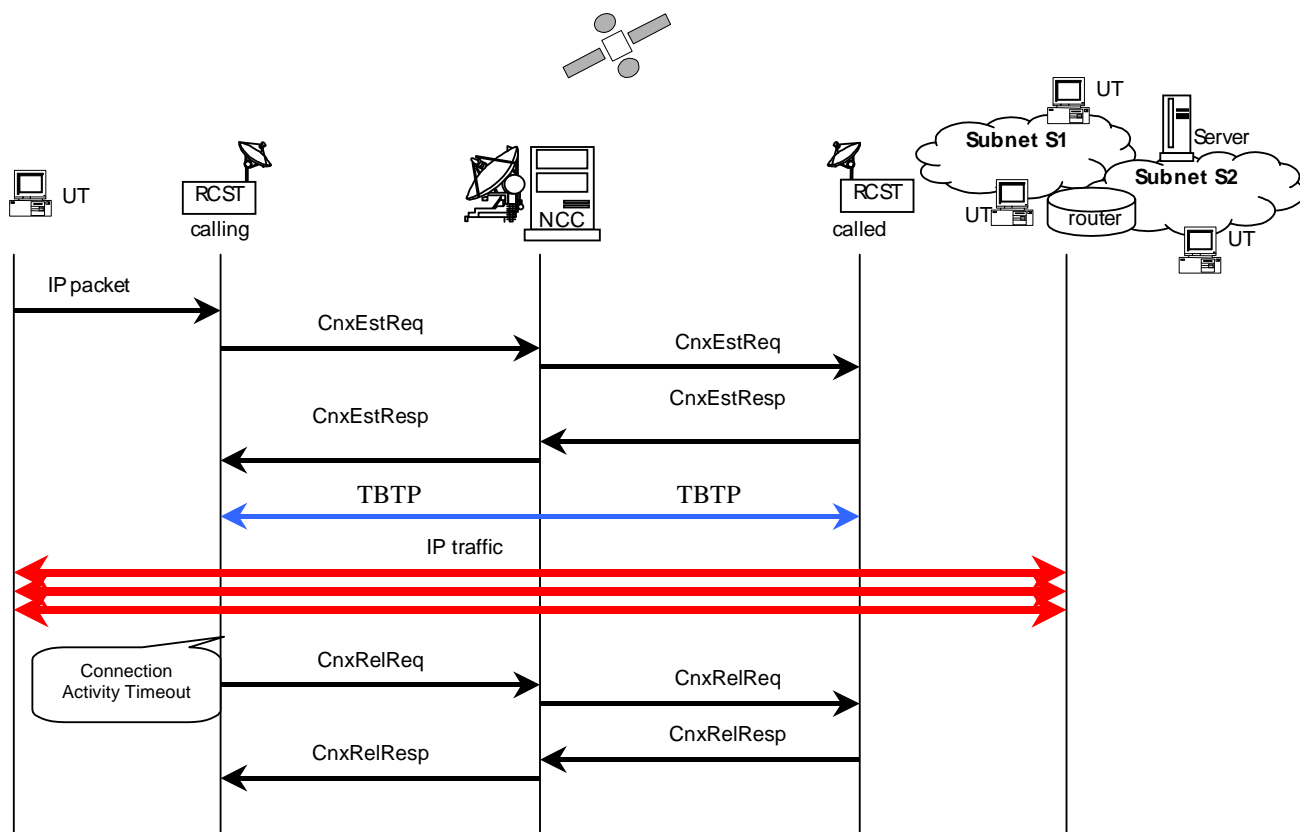 UT
Subnet S1
Server
Subnet S2
UT
RCST
calling
NCC
RCST
called
UT
router
UT
IP packet
CnxEstReq
CnxEstReq
CnxEstResp
CnxEstResp
TBTP
TBTP
IP traffic
Connection
Activity Timeout
CnxRelReq
CnxRelReq
CnxRelResp
CnxRelResp